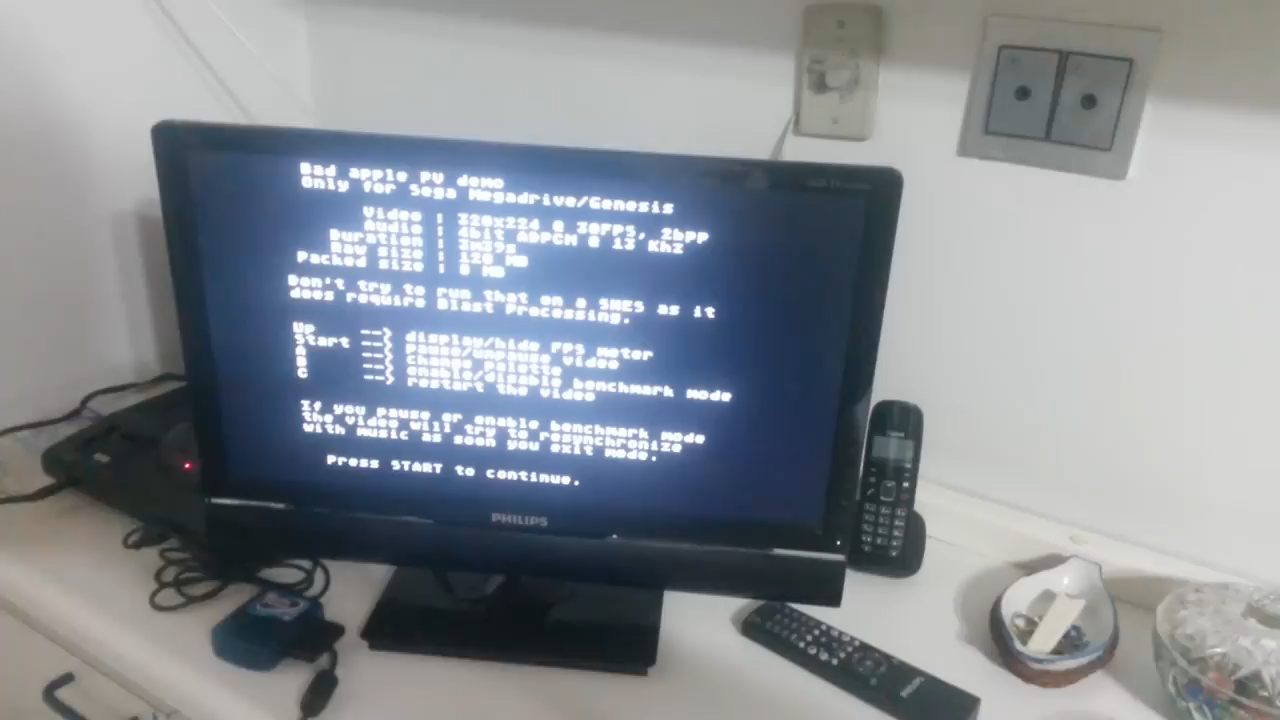 Bad apple PV demo
Only for Sega Megadrive/Genesis
Video : 320x224 @ 30FPS, 2bPP
Audio : 4bit ADPCM @ 13 Khz
Duration : 3m39s
Raw size : 120 MB
Packed size : 8 MB
Don't try to run that on a SNES as it
does require Blast Processing.
Up --> display/hide FPS meter
Start --> Pause/unpause video
A --> change palette
B --> enable/disable benchmark mode
C --> restart the video
If you pause or enable benchmark mode
the video will try to resynchronize
with music as soon you exit mode.
Press START to continue.
PHILIPS
PHILIPS